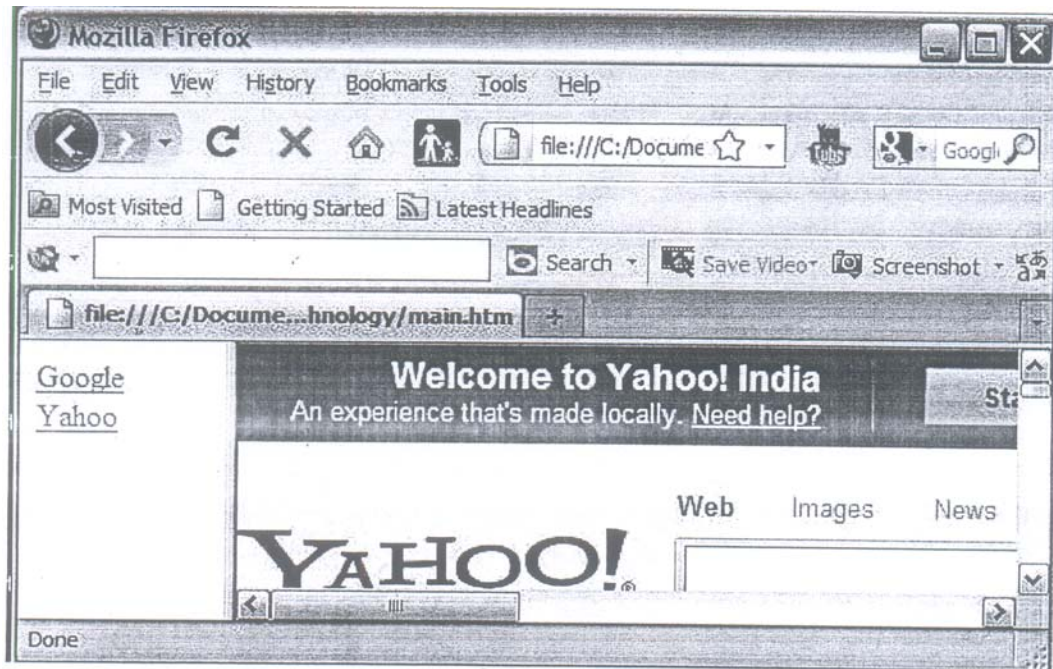 Mozilla Firefox
File Edit View History Bookmarks Tools Help
file:///C:/Docume Googl
Most Visited Getting Started Latest Headlines
Search Save Video Screenshot
file:///C:/Docume...hnology/main.htm
Google
Yahoo
Welcome to Yahoo! India
An experience that's made locally. Need help?
Sta
Web Images News
YAHOO!
Done